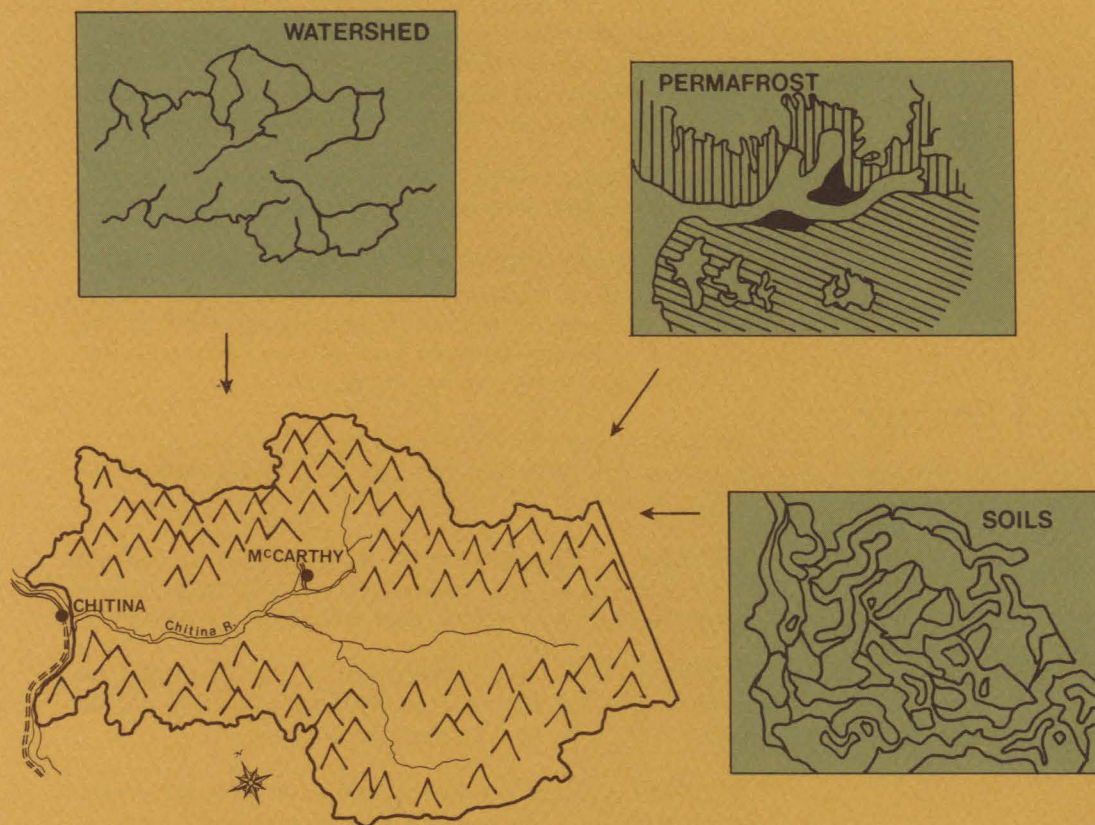 WATERSHED
PERMAFROST
SOILS
McCARTHY
CHITINA
Chitina R.